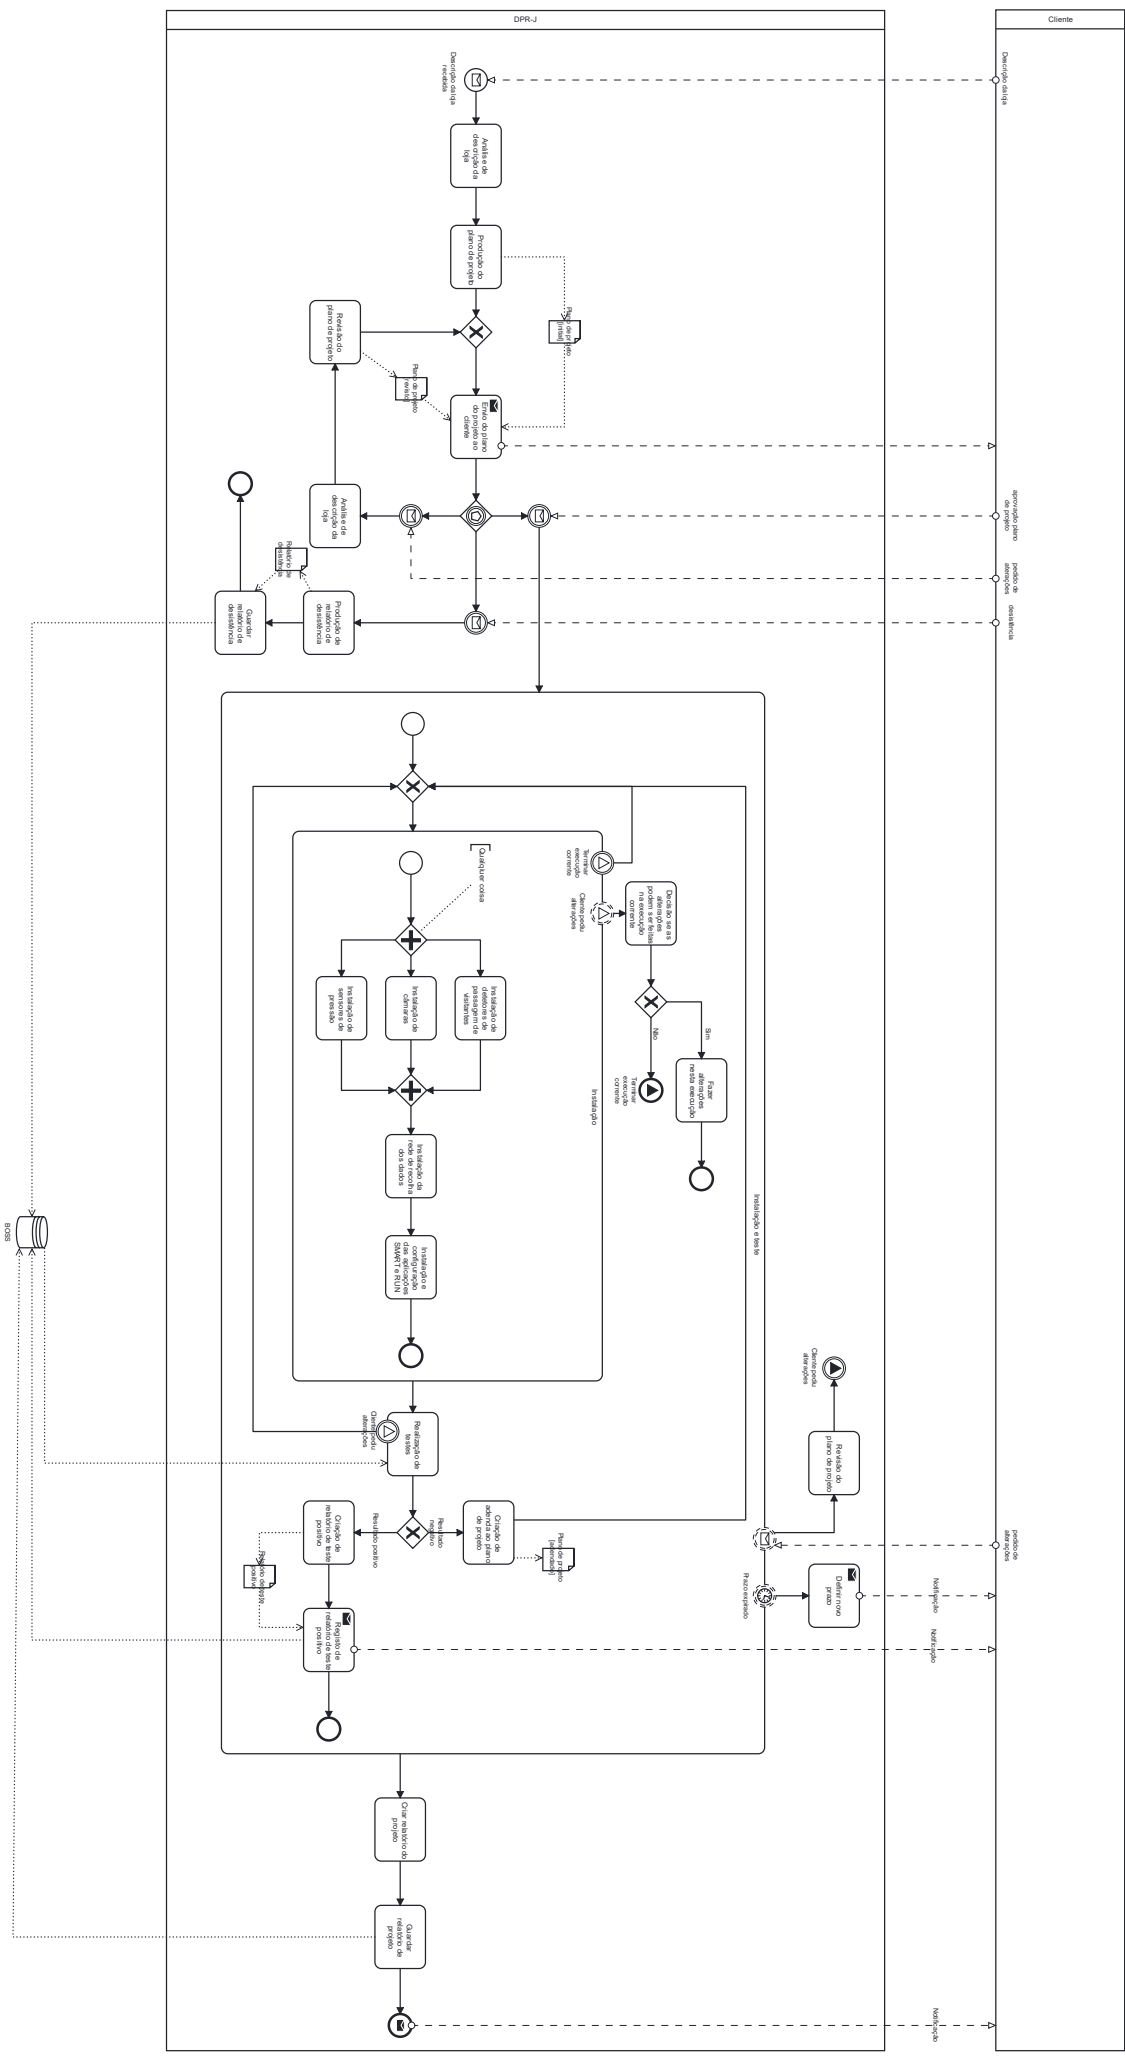 DPR-J
Cliente
Descrição da loja
recebida
Descrição da loja
Análise de
descrição da
loja
Produção do
plano de projeto
Plano de projeto
[initial]
Revisão do
plano de projeto
Plano de projeto
[revisto]
Envio do plano
do projeto ao
cliente
aprovação plano
de projeto
pedido de
alterações
desistência
Análise de
descrição da
loja
Relatório de
desistência
Produção de
relatório de
desistência
Guardar
relatório de
desistência
Qualquer coisa
Terminar
execução
corrente
Cliente pediu
alterações
Decisão se as
alterações
podem ser feitas
na execução
corrente
Sim
Não
Terminar
execução
corrente
Fazer
alterações
nesta execução
Instalação de
sensores de
pressão
Instalação de
câmaras
Instalação de
detetores de
passagem de
visitantes
Instalação
Instalação da
rede de recolha
dos dados
Instalação e
configuração
das aplicações
SMART e RUN
Instalação e teste
BOSS
Cliente pediu
alterações
Revisão do
plano de projeto
Cliente pediu
alterações
Realização de
testes
Resultado
negativo
Resultado positivo
Criação de
adenda ao plano
de projeto
Plano de projeto
[adendado]
Criação de
relatório de teste
positivo
Relatório de teste
positivo
Registo de
relatório de teste
positivo
pedido de
alterações
Prazo expirado
Definir novo
prazo
Notificação
Notificação
Criar relatório do
projeto
Guardar
relatório de
projeto
Notificação